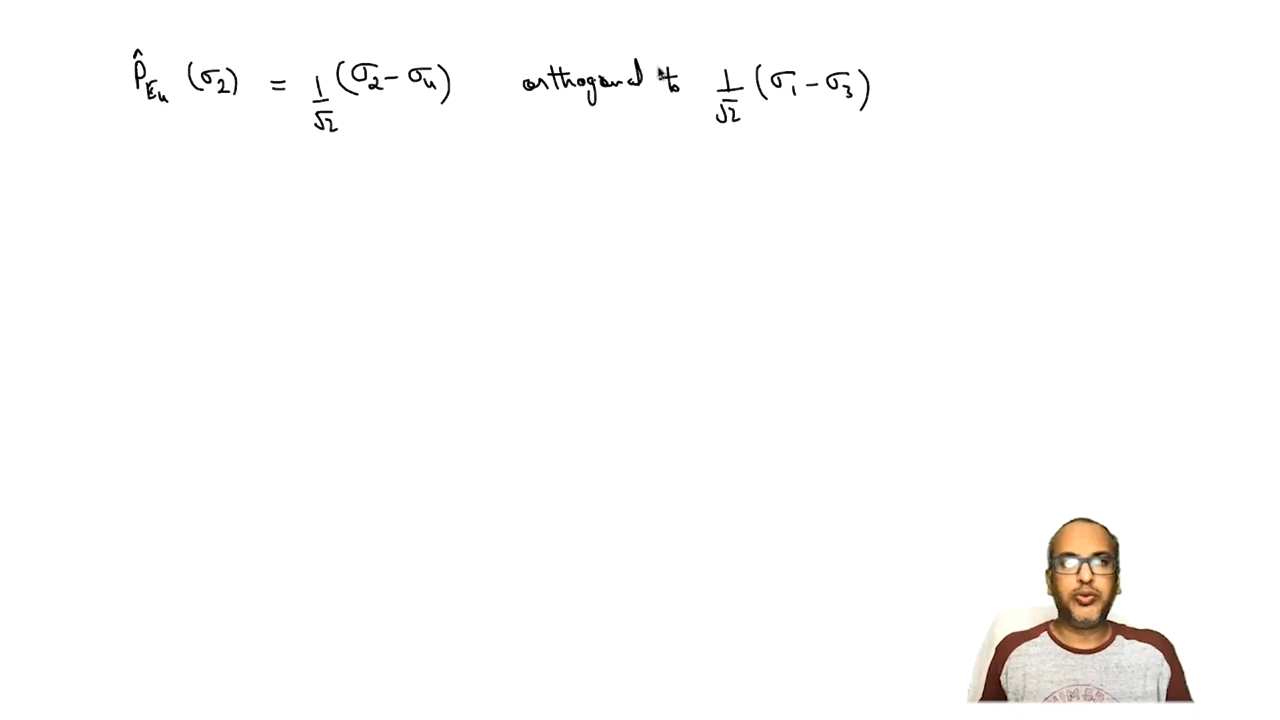 P̂_{E_u} (σ_2) = 1/√2 (σ_2 - σ_4) orthogonal to 1/√2 (σ_1 - σ_3)